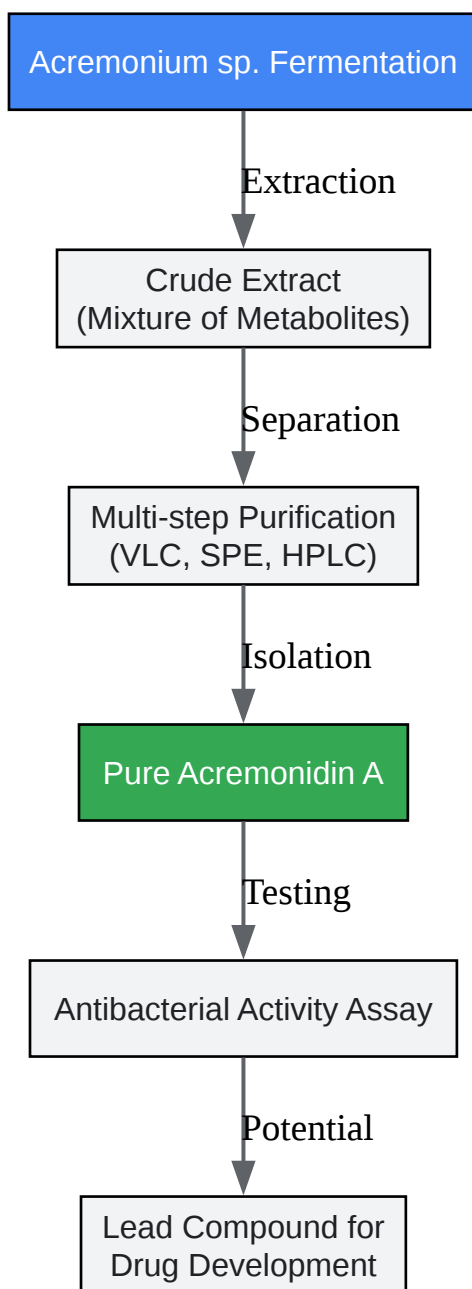 Acremonium sp. Fermentation
Extraction
Crude Extract
(Mixture of Metabolites)
Separation
Multi-step Purification
(VLC, SPE, HPLC)
Isolation
Pure Acremonidin A
Testing
Antibacterial Activity Assay
Potential
Lead Compound for
Drug Development